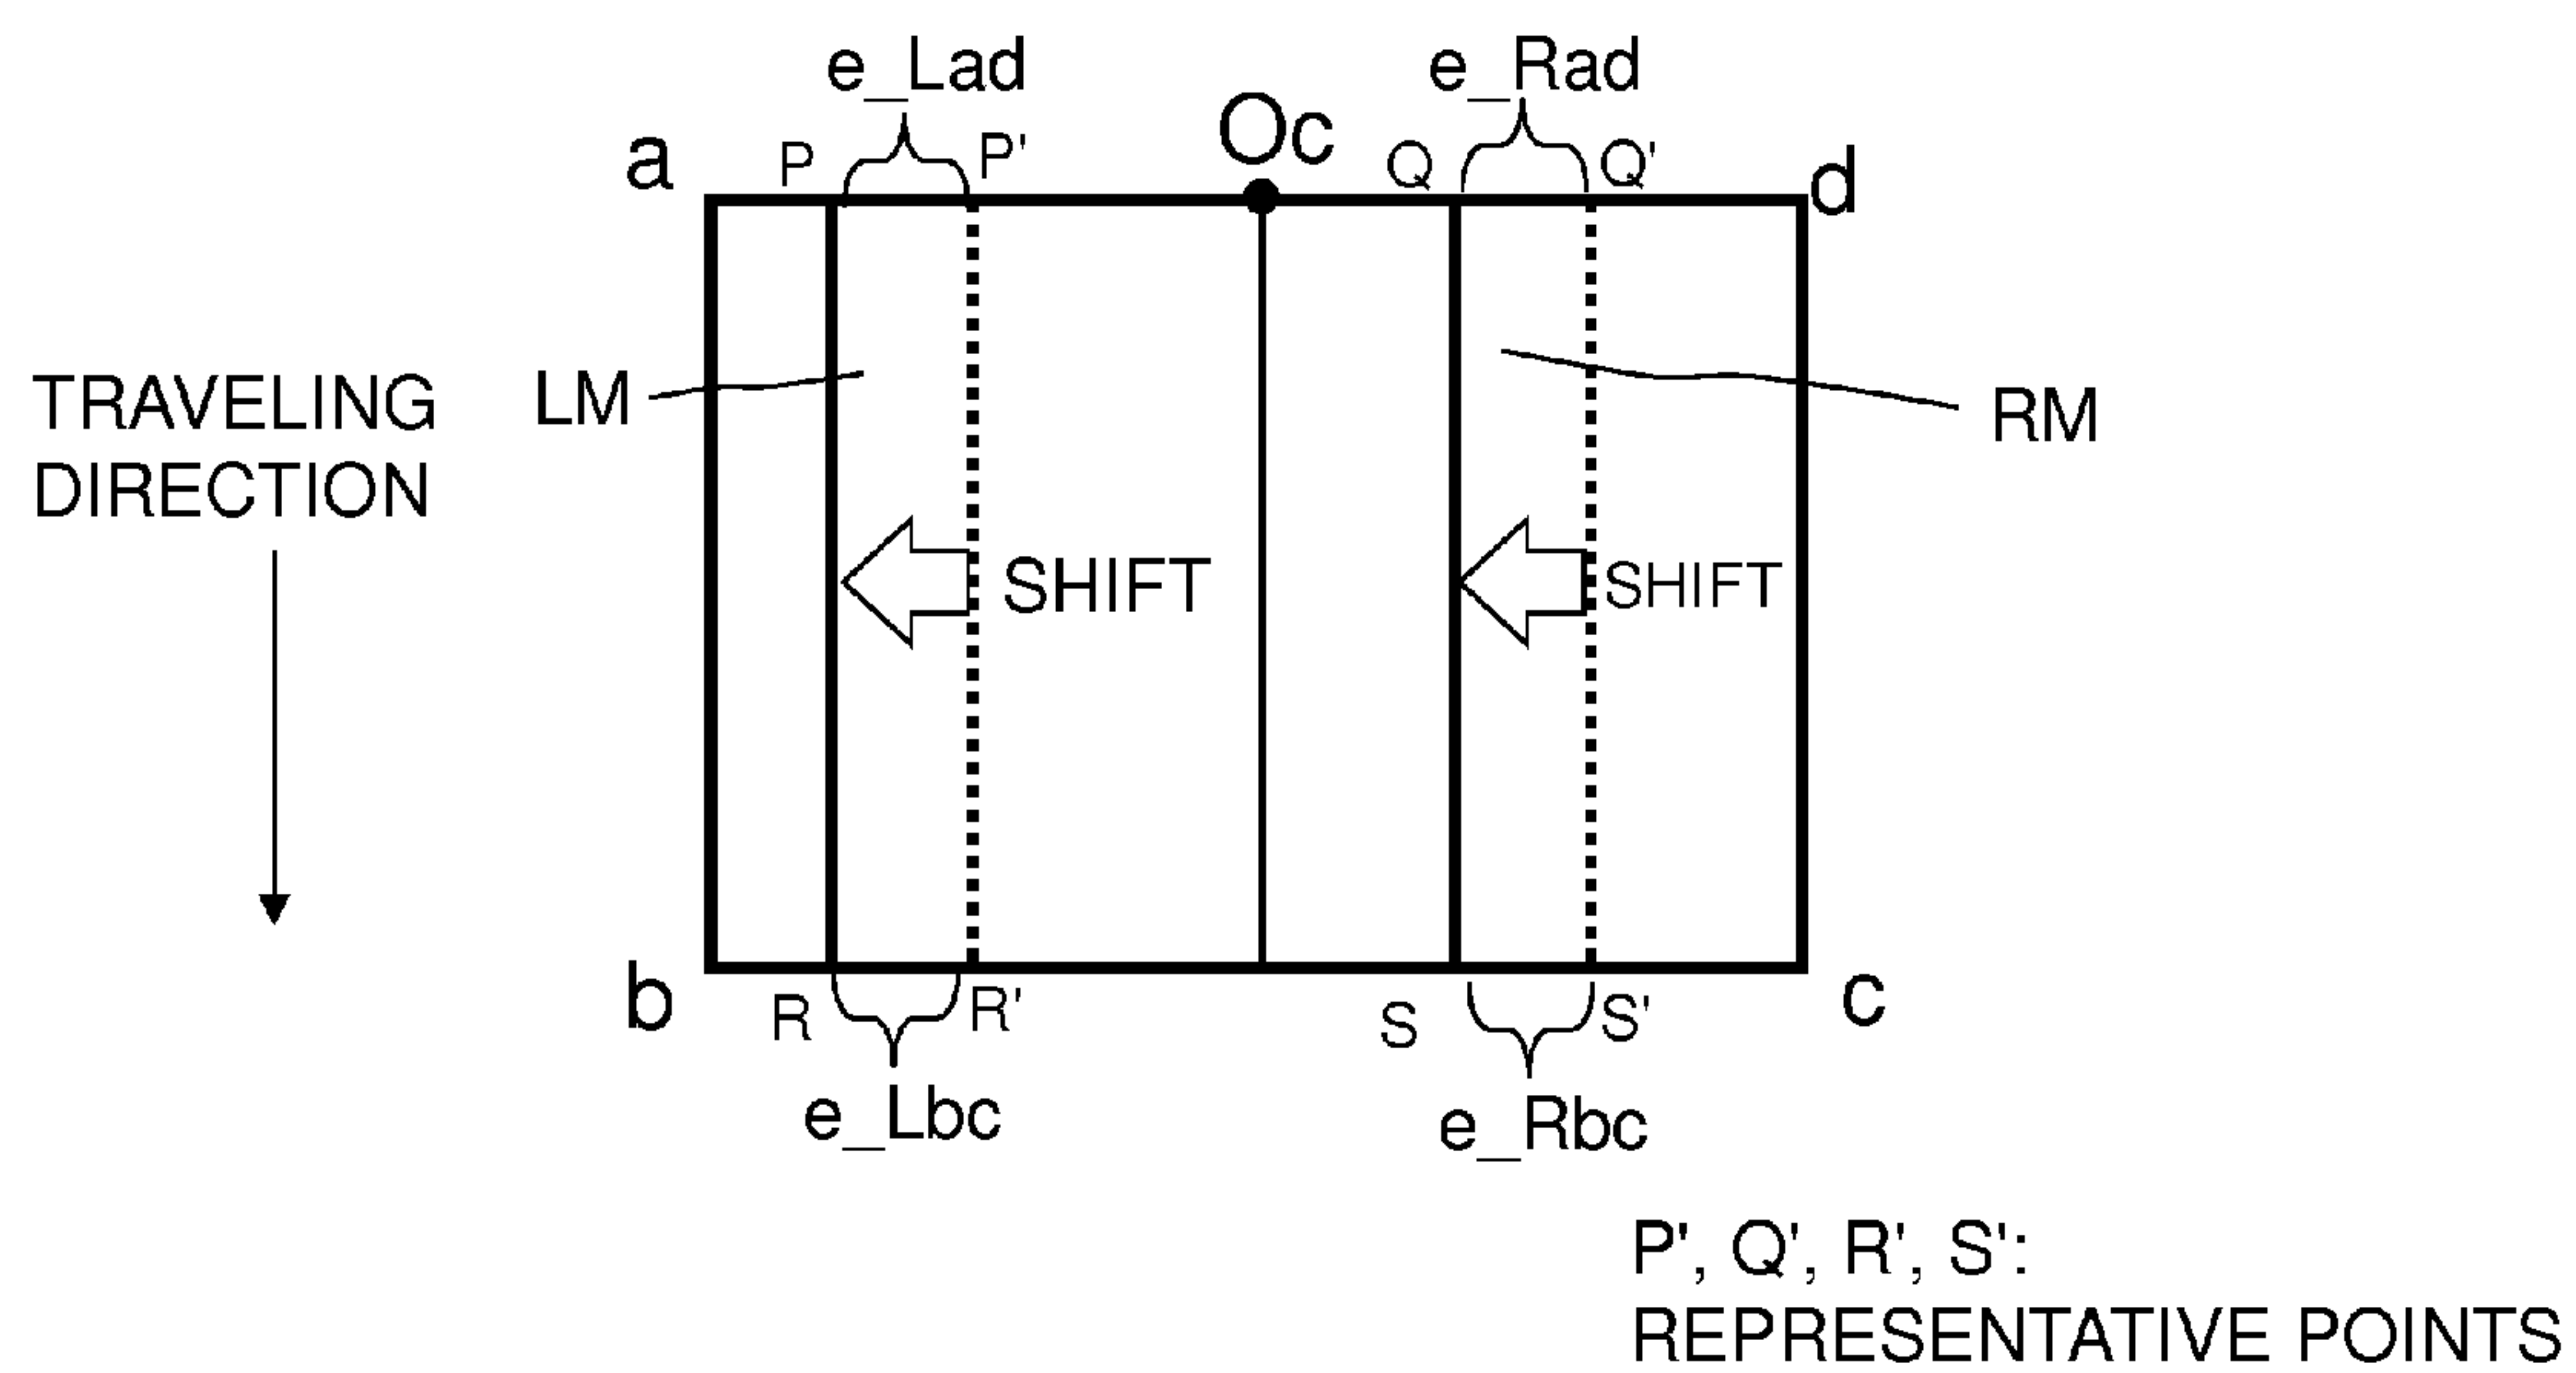 e_Lad
e_Rad
Oc
a
P
P'
Q
Q'
d
TRAVELING
DIRECTION
LM
RM
SHIFT
SHIFT
b
R
R'
S
S'
c
e_Lbc
e_Rbc
P', Q', R', S':
REPRESENTATIVE POINTS